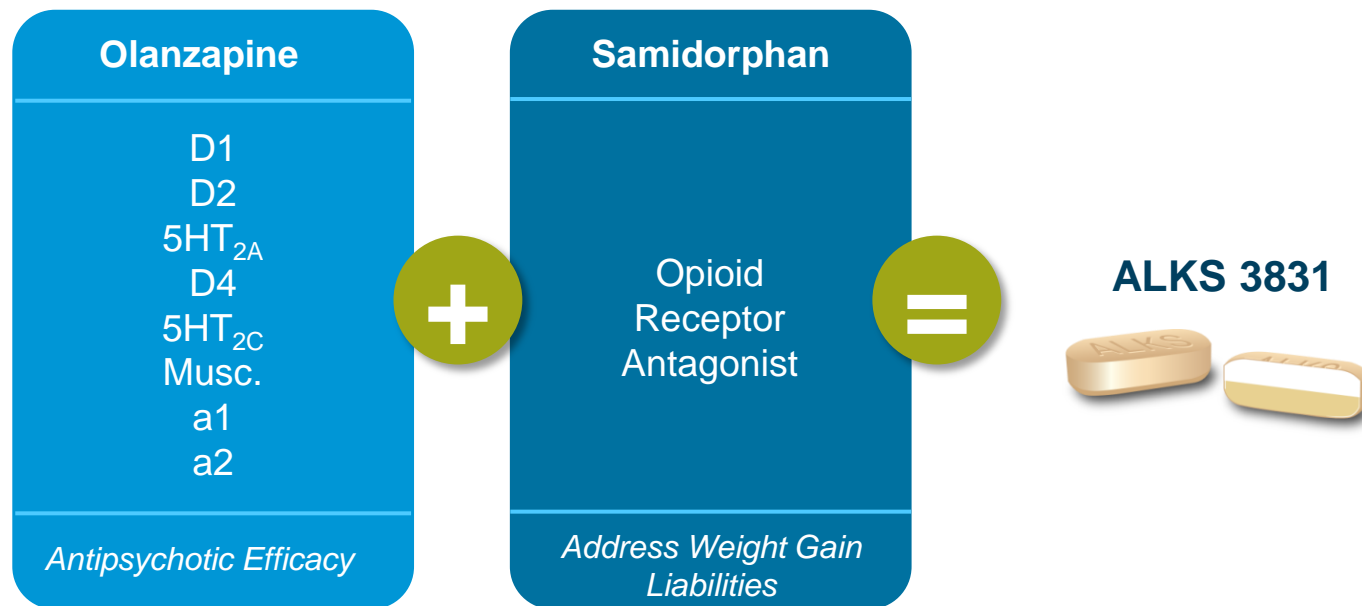 Olanzapine
D1
D2
5HT2A
D4
5HT2C
Musc.
a1
a2
Antipsychotic Efficacy
+
Samidorphan
Opioid
Receptor
Antagonist
Address Weight Gain
Liabilities
=
ALKS 3831
ALKS